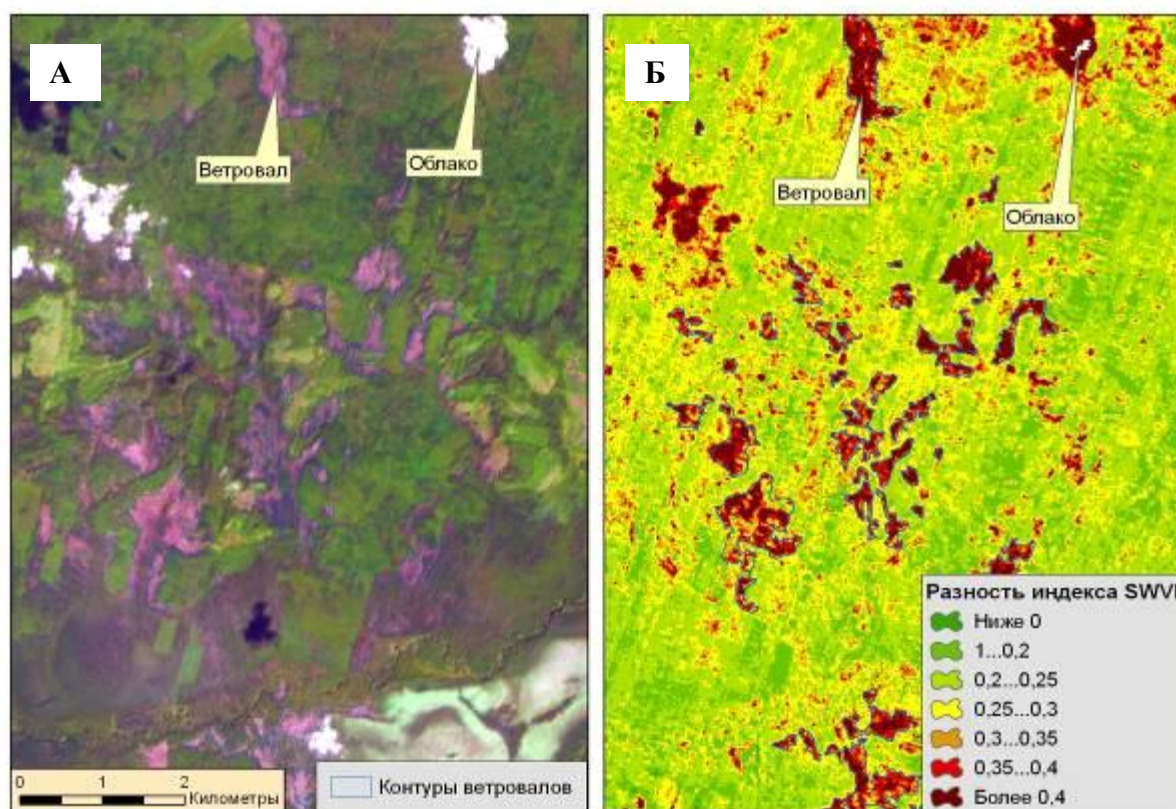 А
Ветровал
Облако
0 1 2
Километры
Контуры ветровалов
Б
Ветровал
Облако
Разность индекса SWVI
Ниже 0
1...0,2
0,2...0,25
0,25...0,3
0,3...0,35
0,35...0,4
Более 0,4